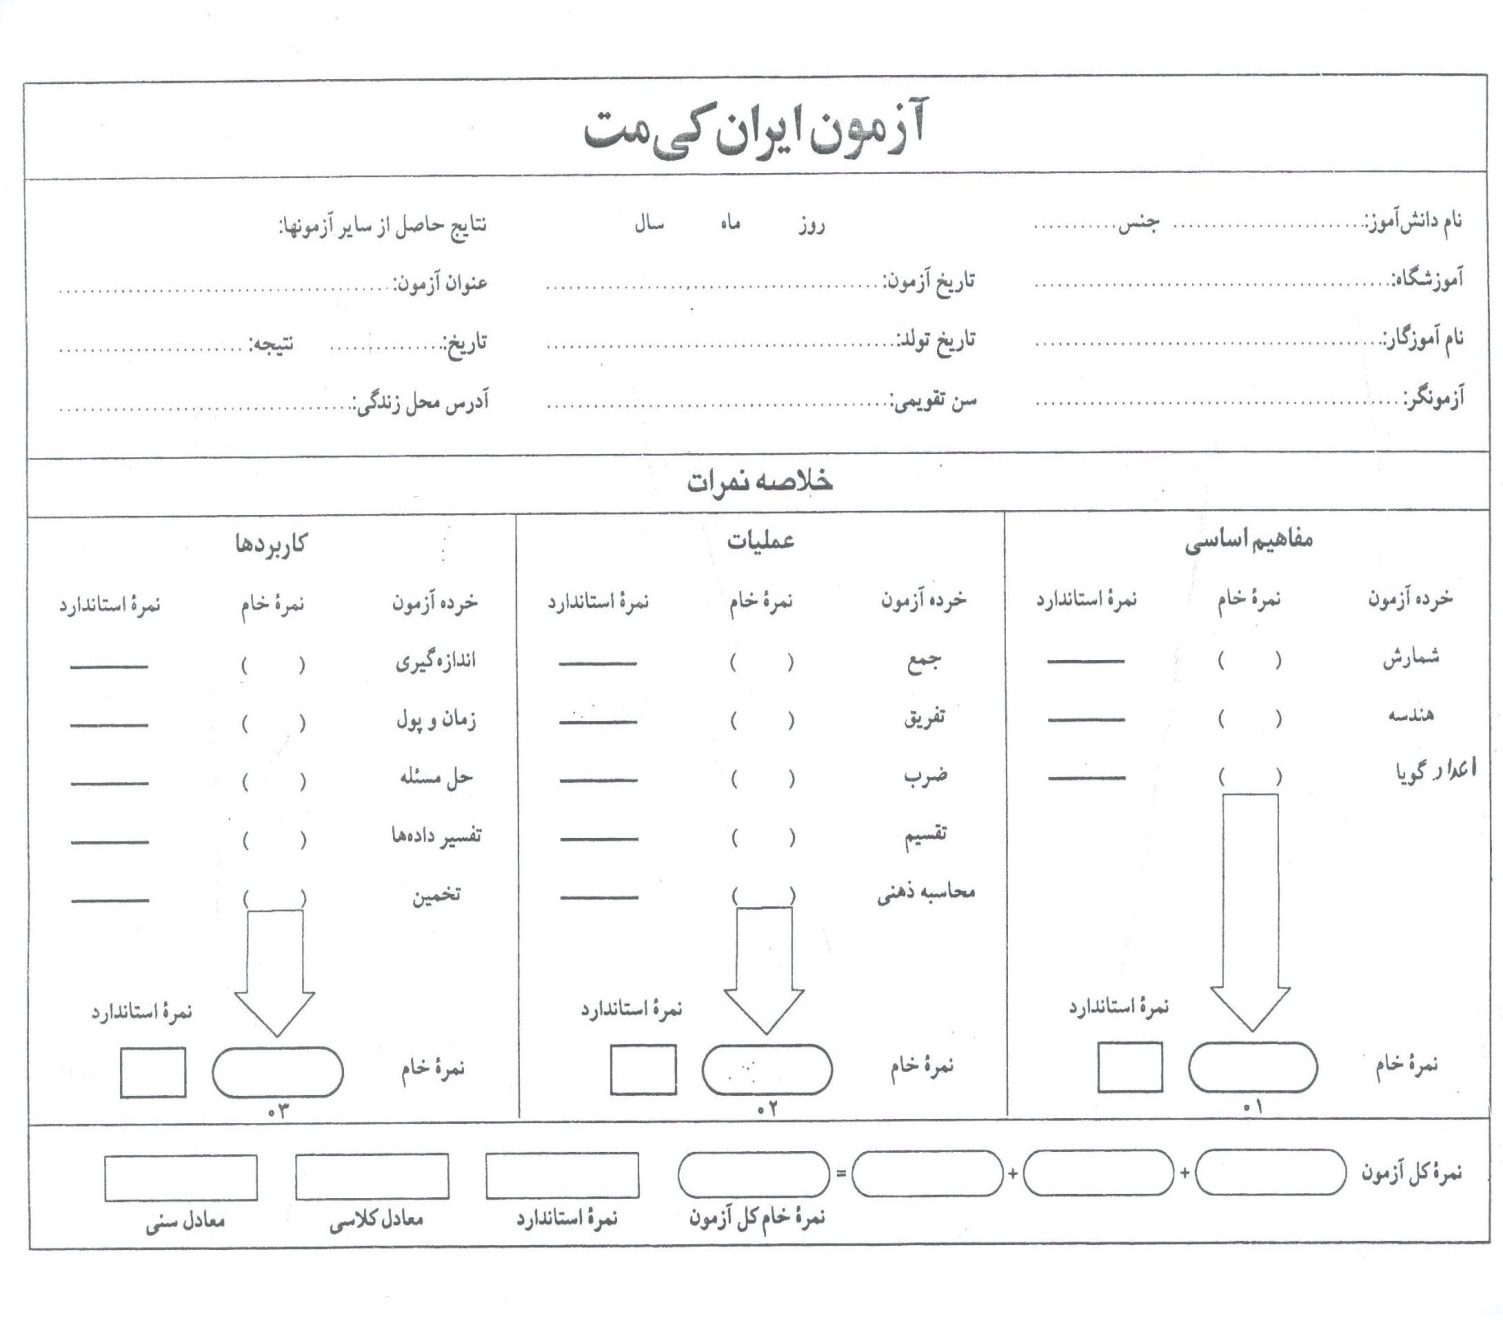 آزمون ایران کی مت
نام دانش‌آموز: ........................ جنس ........... روز ماه سال نتایج حاصل از سایر آزمونها:
آموزشگاه: ........................ تاریخ آزمون: ........................ عنوان آزمون: ........................
نام آموزگار: ........................ تاریخ تولد: ........................ تاریخ: ............... نتیجه: ........................
آزمونگر: ........................ سن تقویمی: ........................ آدرس محل زندگی: ........................
خلاصه نمرات
مفاهیم اساسی
خرده آزمون نمرهٔ خام نمرهٔ استاندارد
شمارش ( )
هندسه ( )
اعداد گویا ( )
نمرهٔ استاندارد
نمرهٔ خام
۰۱
عملیات
خرده آزمون نمرهٔ خام نمرهٔ استاندارد
جمع ( )
تفریق ( )
ضرب ( )
تقسیم ( )
محاسبه ذهنی ( )
نمرهٔ استاندارد
نمرهٔ خام
۰۲
کاربردها
خرده آزمون نمرهٔ خام نمرهٔ استاندارد
اندازه‌گیری ( )
زمان و پول ( )
حل مسئله ( )
تفسیر داده‌ها ( )
تخمین ( )
نمرهٔ استاندارد
نمرهٔ خام
۰۳
نمرهٔ کل آزمون + + =
نمرهٔ خام کل آزمون نمرهٔ استاندارد معادل کلاسی معادل سنی